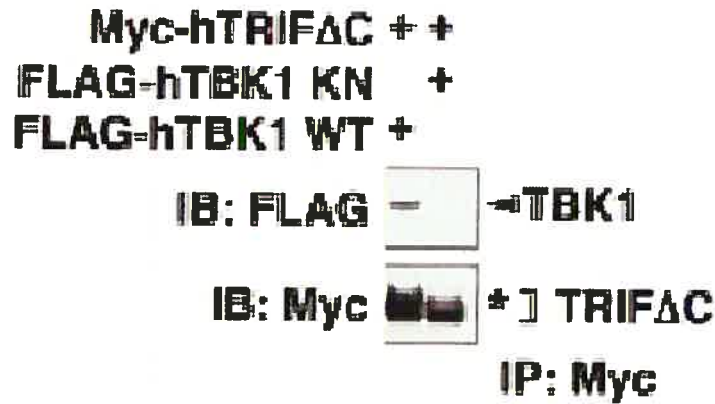 Myc-hTRIFΔC + +
FLAG-hTBK1 KN +
FLAG-hTBK1 WT +
IB: FLAG TBK1
IB: Myc * ] TRIFΔC
IP: Myc